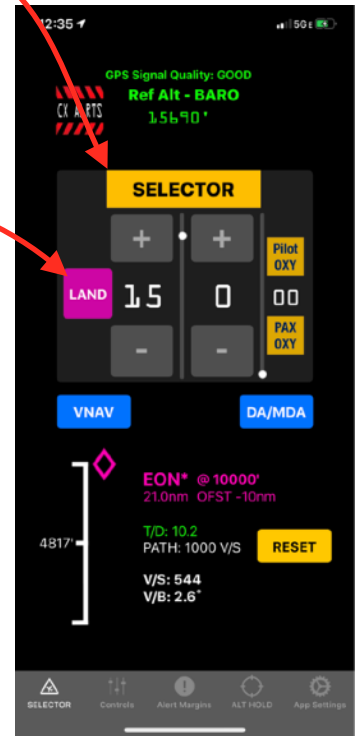 12:35
5G E
GPS Signal Quality: GOOD
Ref Alt - BARO
15690'
CX ALRTS
SELECTOR
+ +
Pilot
OXY
LAND 15 0 00
PAX
OXY
- -
VNAV DA/MDA
EON* @ 10000'
21.0nm OFST -10nm
T/D: 10.2
4817' PATH: 1000 V/S RESET
V/S: 544
V/B: 2.6°
SELECTOR Controls Alert Margins ALT HOLD App Settings